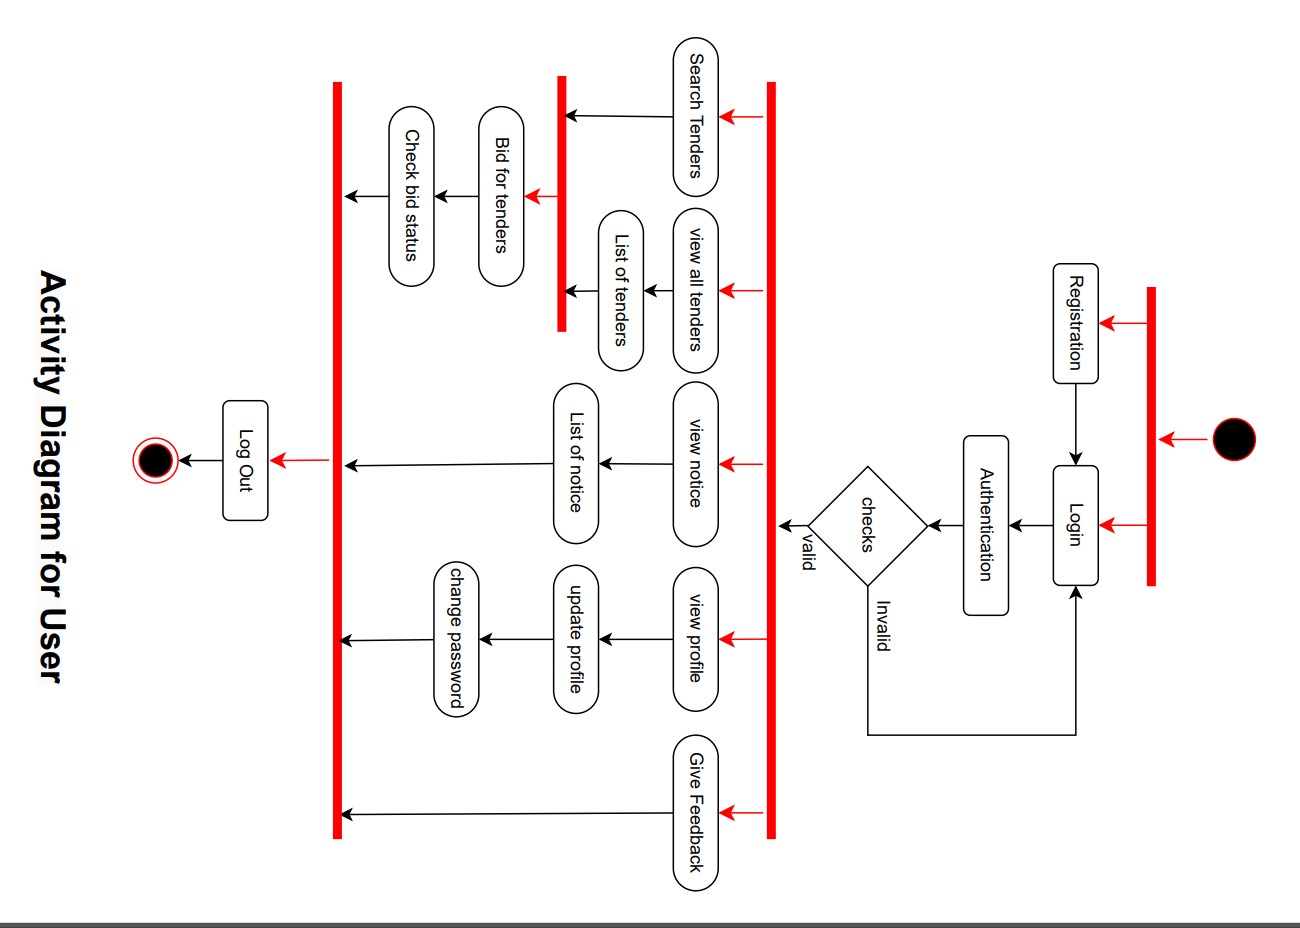 Registration
Login
Authentication
checks
Invalid
valid
Search Tenders
view all tenders
view notice
view profile
Give Feedback
List of tenders
List of notice
update profile
Bid for tenders
change password
Check bid status
Log Out
Activity Diagram for User